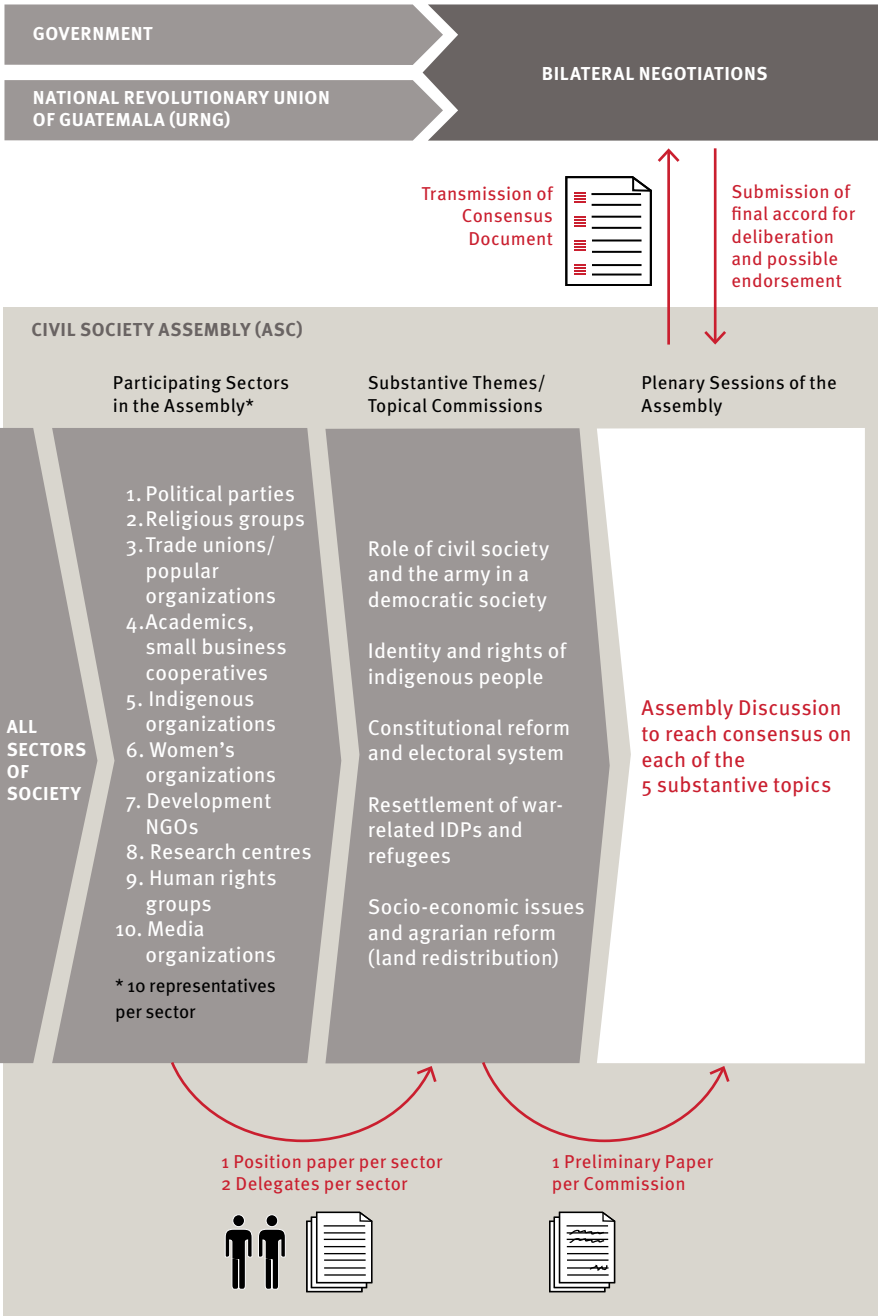 GOVERNMENT
NATIONAL REVOLUTIONARY UNION
OF GUATEMALA (URNG)
BILATERAL NEGOTIATIONS
Transmission of
Consensus
Document
Submission of
final accord for
deliberation
and possible
endorsement
CIVIL SOCIETY ASSEMBLY (ASC)
Participating Sectors
in the Assembly*
Substantive Themes/
Topical Commissions
Plenary Sessions of the
Assembly
ALL
SECTORS
OF
SOCIETY
1. Political parties
2. Religious groups
3. Trade unions/
popular
organizations
4. Academics,
small business
cooperatives
5. Indigenous
organizations
6. Women’s
organizations
7. Development
NGOs
8. Research centres
9. Human rights
groups
10. Media
organizations
* 10 representatives
per sector
Role of civil society
and the army in a
democratic society
Identity and rights of
indigenous people
Constitutional reform
and electoral system
Resettlement of war-
related IDPs and
refugees
Socio-economic issues
and agrarian reform
(land redistribution)
Assembly Discussion
to reach consensus on
each of the
5 substantive topics
1 Position paper per sector
2 Delegates per sector
1 Preliminary Paper
per Commission